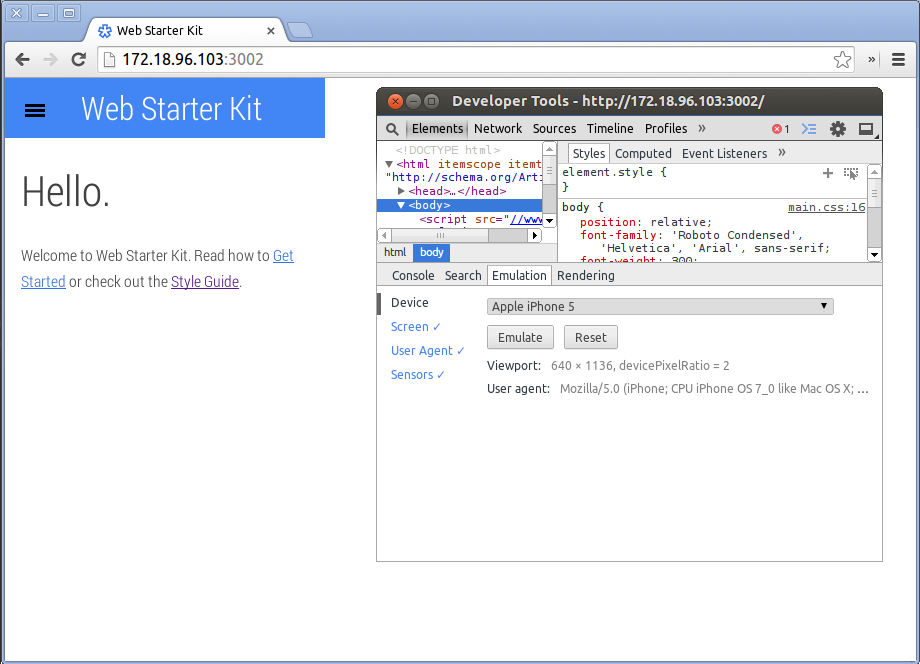 Web Starter Kit
172.18.96.103:3002
Web Starter Kit
Hello.
Welcome to Web Starter Kit. Read how to Get
Started or check out the Style Guide.
Developer Tools - http://172.18.96.103:3002/
Elements Network Sources Timeline Profiles » 1
<!DOCTYPE html>
<html itemscope itemt
"http://schema.org/Arti
<head>…</head>
<body>
<script src="//www
html body
Styles Computed Event Listeners »
element.style {
}
body { main.css:16
position: relative;
font-family: 'Roboto Condensed',
'Helvetica', 'Arial', sans-serif;
font-weight: 300;
Console Search Emulation Rendering
Device
Screen ✓
User Agent ✓
Sensors ✓
Apple iPhone 5
Emulate Reset
Viewport: 640 × 1136, devicePixelRatio = 2
User agent: Mozilla/5.0 (iPhone; CPU iPhone OS 7_0 like Mac OS X; ...